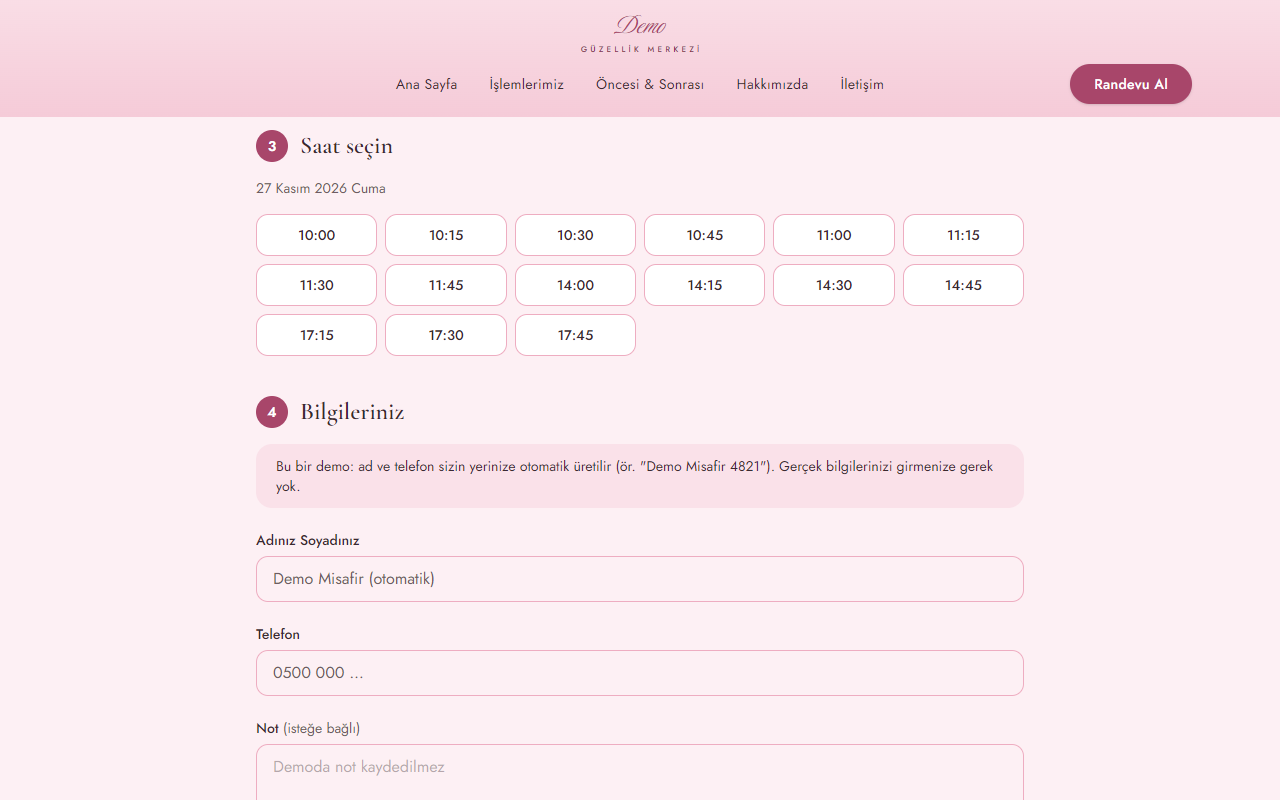 Demo
GÜZELLİK MERKEZİ
Ana Sayfa İşlemlerimiz Öncesi & Sonrası Hakkımızda İletişim Randevu Al
3 Saat seçin
27 Kasım 2026 Cuma
10:00 10:15 10:30 10:45 11:00 11:15
11:30 11:45 14:00 14:15 14:30 14:45
17:15 17:30 17:45
4 Bilgileriniz
Bu bir demo: ad ve telefon sizin yerinize otomatik üretilir (ör. "Demo Misafir 4821"). Gerçek bilgilerinizi girmenize gerek
yok.
Adınız Soyadınız
Demo Misafir (otomatik)
Telefon
0500 000 ...
Not (isteğe bağlı)
Demoda not kaydedilmez